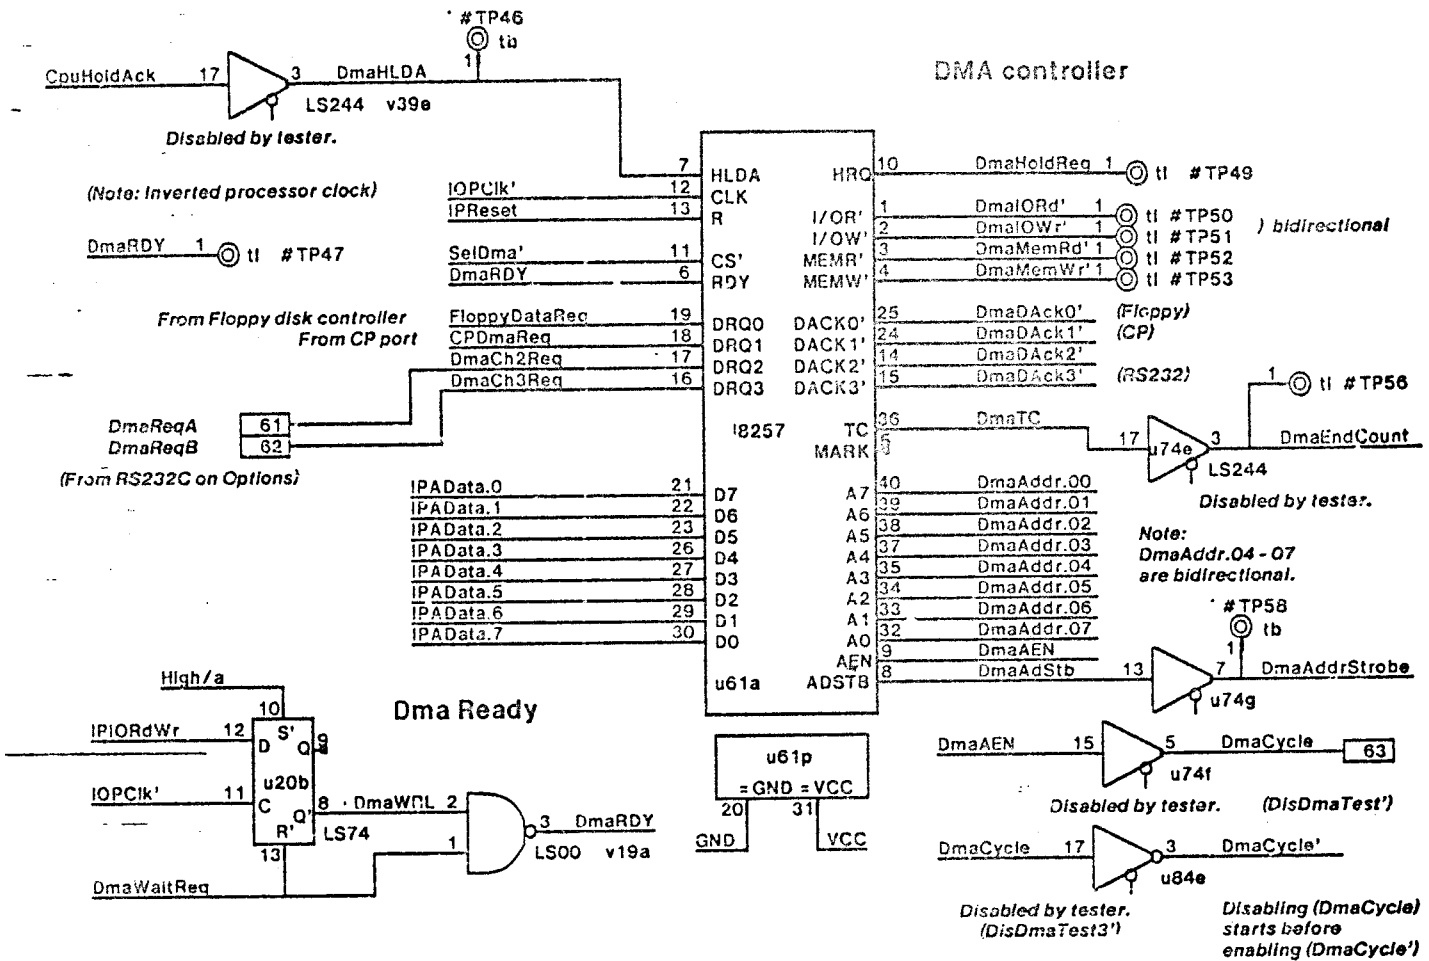 #TP46
tb
1
DMA controller
CpuHoldAck 17 3 DmaHLDA
LS244 v39e
Disabled by tester.
(Note: Inverted processor clock)
DmaRDY 1 tl #TP47
7 HLDA
IOPClk' 12 CLK
IPReset 13 R
SelDma' 11 CS'
DmaRDY 6 RDY
From Floppy disk controller
From CP port
FloppyDataReq 19 DRQ0
CPDmaReq 18 DRQ1
DmaCh2Req 17 DRQ2
DmaCh3Req 16 DRQ3
DmaReqA 61
DmaReqB 62
(From RS232C on Options)
i8257
IPAData.0 21 D7
IPAData.1 22 D6
IPAData.2 23 D5
IPAData.3 26 D4
IPAData.4 27 D3
IPAData.5 28 D2
IPAData.6 29 D1
IPAData.7 30 D0
u61a
HRQ 10 DmaHoldReq 1 tl #TP49
I/OR' 1 DmaIORd' 1 tl #TP50
I/OW' 2 DmaIOWr' 1 tl #TP51
) bidirectional
MEMR' 3 DmaMemRd' 1 tl #TP52
MEMW' 4 DmaMemWr' 1 tl #TP53
DACK0' 25 DmaDAck0' (Floppy)
DACK1' 24 DmaDAck1' (CP)
DACK2' 14 DmaDAck2'
DACK3' 15 DmaDAck3' (RS232)
1 tl #TP56
TC 36 DmaTC 17 u74e 3 DmaEndCount
MARK 5
LS244
Disabled by tester.
A7 40 DmaAddr.00
A6 39 DmaAddr.01
A5 38 DmaAddr.02
A4 37 DmaAddr.03
A3 35 DmaAddr.04
A2 34 DmaAddr.05
A1 33 DmaAddr.06
A0 32 DmaAddr.07
Note:
DmaAddr.04 - 07
are bidirectional.
#TP58
tb
1
AEN 9 DmaAEN
ADSTB 8 DmaAdStb 13 7 DmaAddrStrobe
u74g
High/a
Dma Ready
10
IPIORdWr 12 D S' Q 9
u20b
IOPClk' 11 C Q' 8 DmaWRL 2
R' LS74
13
1
3 DmaRDY
LS00 v19a
DmaWaitReq
u61p
=GND =VCC
20 31
GND VCC
DmaAEN 15 5 DmaCycle 63
u74f
Disabled by tester. (DisDmaTest')
DmaCycle 17 3 DmaCycle'
u84e
Disabled by tester.
(DisDmaTest3')
Disabling (DmaCycle)
starts before
enabling (DmaCycle')